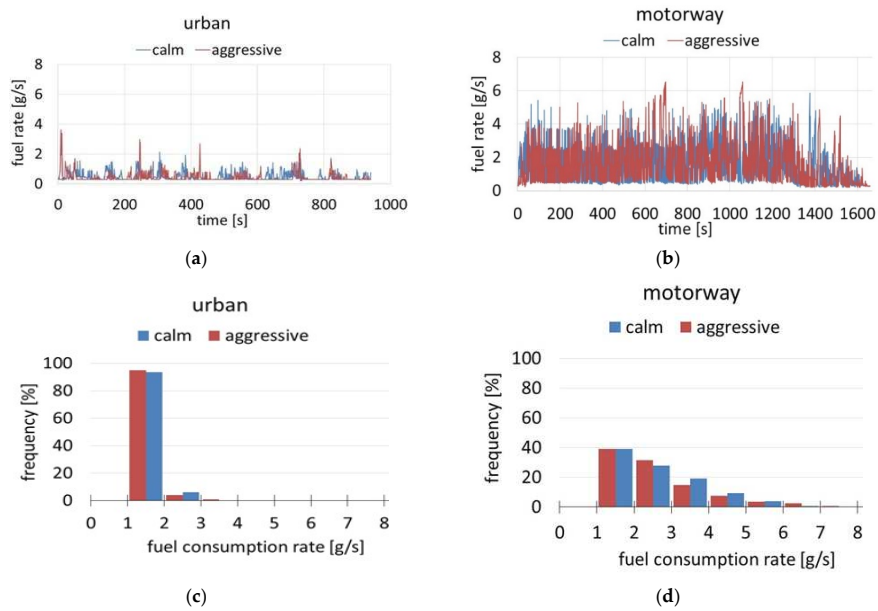 urban
calm aggressive
fuel rate [g/s]
8
6
4
2
0
0 200 400 600 800 1000
time [s]
(a)
motorway
calm aggressive
fuel rate [g/s]
8
6
4
2
0
0 200 400 600 800 1000 1200 1400 1600
time [s]
(b)
urban
calm aggressive
frequency [%]
100
80
60
40
20
0
0 1 2 3 4 5 6 7 8
fuel consumption rate [g/s]
(c)
motorway
calm aggressive
frequency [%]
100
80
60
40
20
0
0 1 2 3 4 5 6 7 8
fuel consumption rate [g/s]
(d)